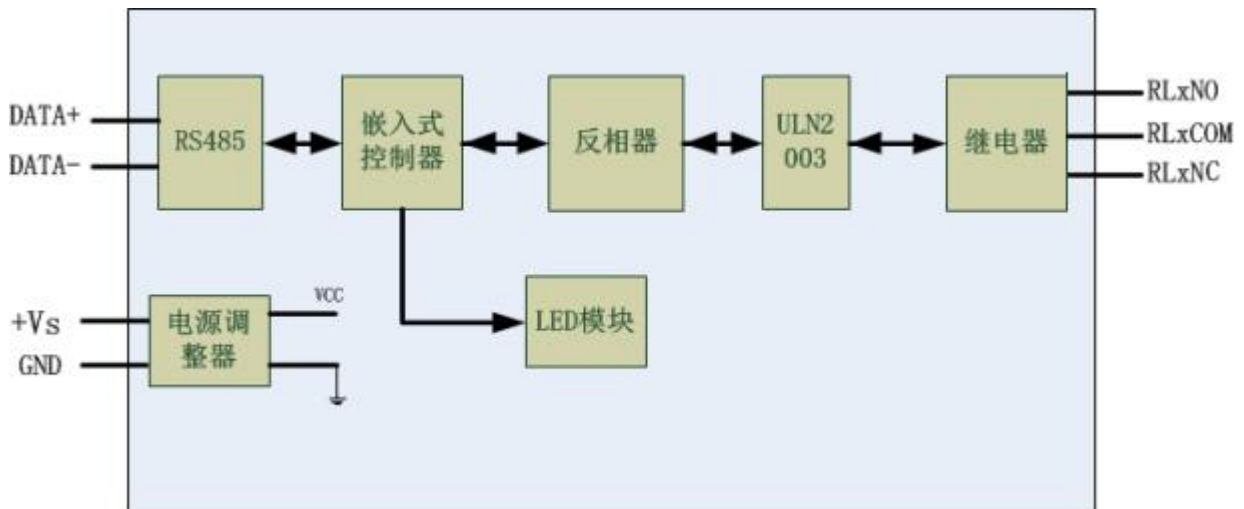 DATA+
DATA-
RS485
嵌入式
控制器
反相器
ULN2
003
继电器
RLxNO
RLxCOM
RLxNC
+Vs
GND
电源调
整器
VCC
LED模块